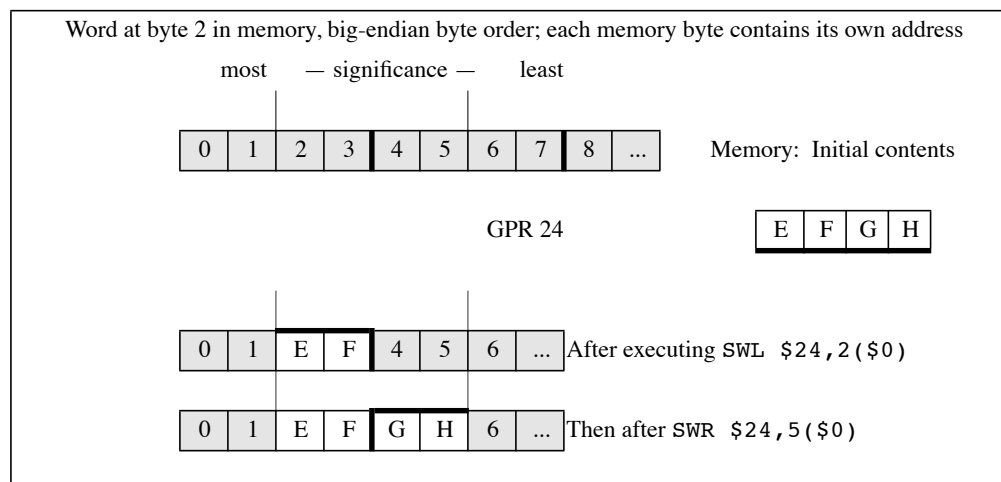 Word at byte 2 in memory, big-endian byte order; each memory byte contains its own address
most — significance — least
0 1 2 3 4 5 6 7 8 ... Memory: Initial contents
GPR 24 E F G H
0 1 E F 4 5 6 ... After executing SWL $24,2($0)
0 1 E F G H 6 ... Then after SWR $24,5($0)